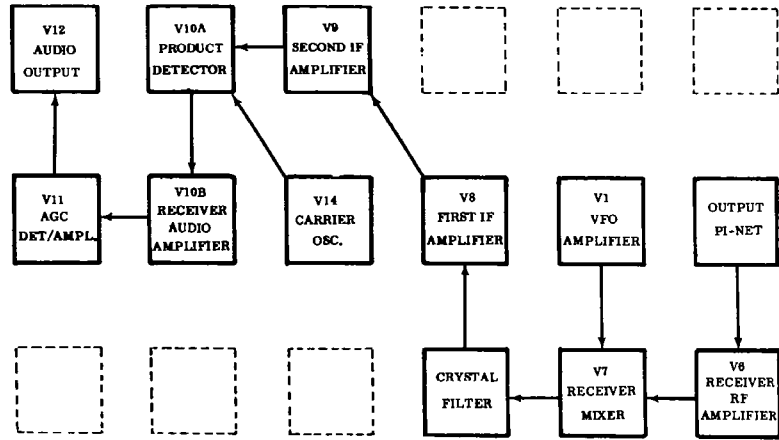 V12
AUDIO
OUTPUT
V10A
PRODUCT
DETECTOR
V9
SECOND IF
AMPLIFIER
V11
AGC
DET/AMPL.
V10B
RECEIVER
AUDIO
AMPLIFIER
V14
CARRIER
OSC.
V8
FIRST IF
AMPLIFIER
V1
VFO
AMPLIFIER
OUTPUT
PI-NET
CRYSTAL
FILTER
V7
RECEIVER
MIXER
V6
RECEIVER
RF
AMPLIFIER